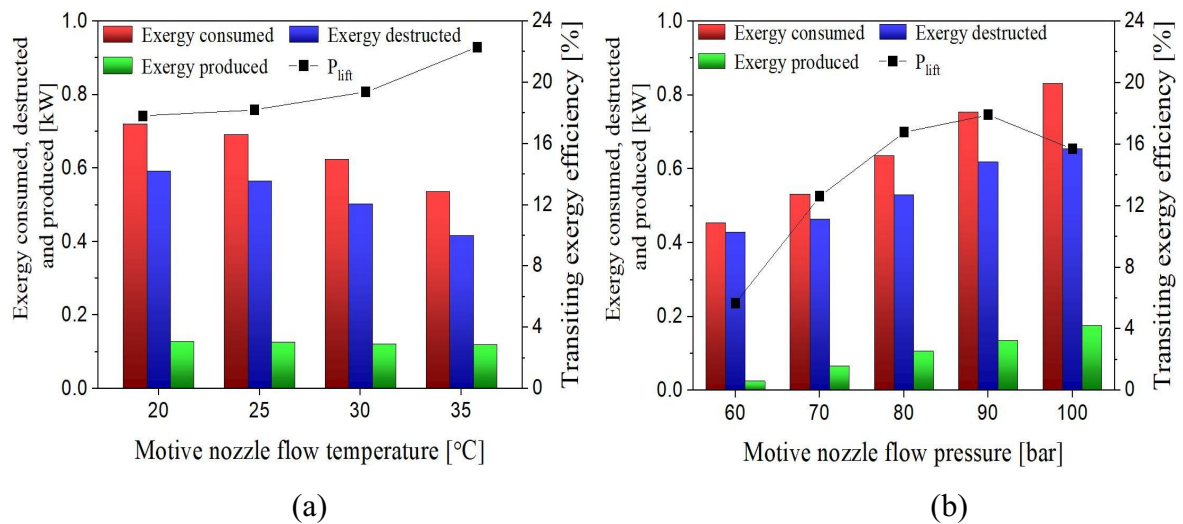 Exergy consumed
Exergy destructed
Exergy produced
P_lift
Exergy consumed, destructed
and produced [kW]
1.0
0.8
0.6
0.4
0.2
0.0
24
20
16
12
8
4
0
Transiting exergy efficiency [%]
20 25 30 35
Motive nozzle flow temperature [°C]
(a)
Exergy consumed
Exergy destructed
Exergy produced
P_lift
Exergy consumed, destructed
and produced [kW]
1.0
0.8
0.6
0.4
0.2
0.0
24
20
16
12
8
4
0
Transiting exergy efficiency [%]
60 70 80 90 100
Motive nozzle flow pressure [bar]
(b)